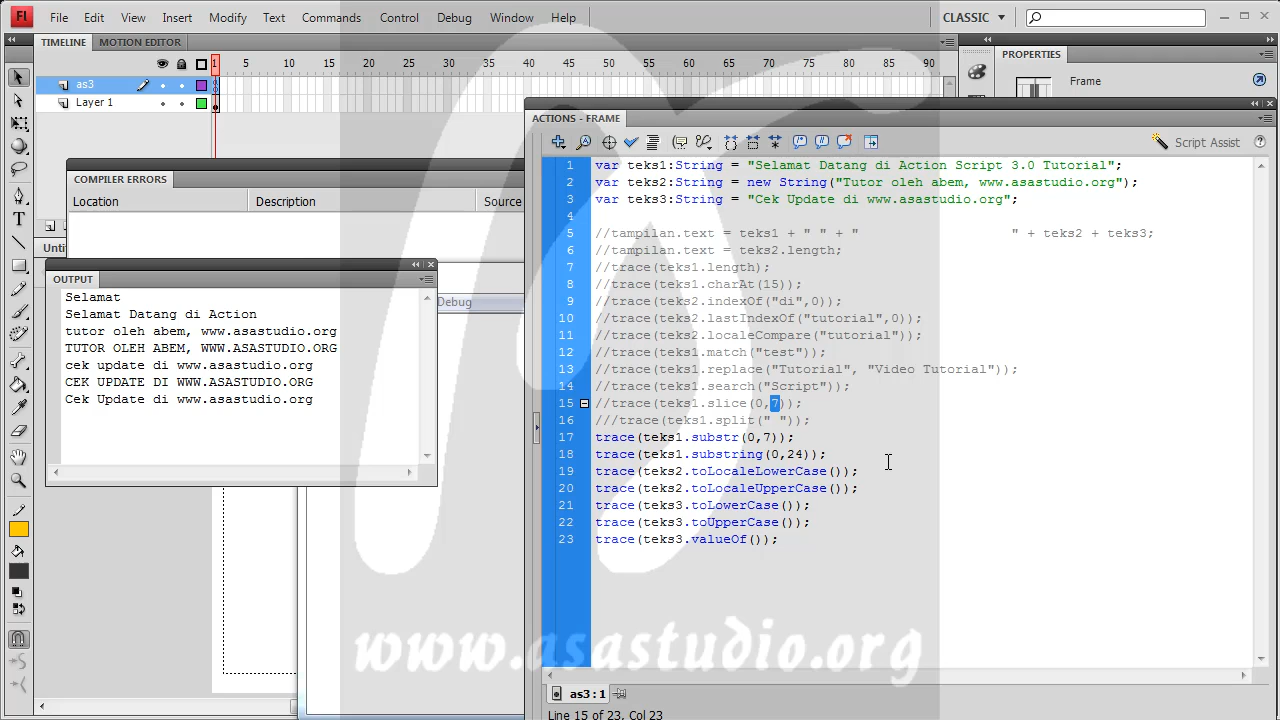 Fl File Edit View Insert Modify Text Commands Control Debug Window Help CLASSIC
TIMELINE MOTION EDITOR PROPERTIES
1 5 10 15 20 25 30 35 40 45 50 55 60 65 70 75 80 85 90
as3
Layer 1
Frame
ACTIONS - FRAME
Script Assist
COMPILER ERRORS
Location Description Source
Unti
Debug
OUTPUT
Selamat
Selamat Datang di Action
tutor oleh abem, www.asastudio.org
TUTOR OLEH ABEM, WWW.ASASTUDIO.ORG
cek update di www.asastudio.org
CEK UPDATE DI WWW.ASASTUDIO.ORG
Cek Update di www.asastudio.org
1 var teks1:String = "Selamat Datang di Action Script 3.0 Tutorial";
2 var teks2:String = new String("Tutor oleh abem, www.asastudio.org");
3 var teks3:String = "Cek Update di www.asastudio.org";
4
5 //tampilan.text = teks1 + " " + "                   " + teks2 + teks3;
6 //tampilan.text = teks2.length;
7 //trace(teks1.length);
8 //trace(teks1.charAt(15));
9 //trace(teks2.indexOf("di",0));
10 //trace(teks2.lastIndexOf("tutorial",0));
11 //trace(teks2.localeCompare("tutorial"));
12 //trace(teks1.match("test"));
13 //trace(teks1.replace("Tutorial", "Video Tutorial"));
14 //trace(teks1.search("Script"));
15 //trace(teks1.slice(0,7));
16 ///trace(teks1.split(" "));
17 trace(teks1.substr(0,7));
18 trace(teks1.substring(0,24));
19 trace(teks2.toLocaleLowerCase());
20 trace(teks2.toLocaleUpperCase());
21 trace(teks3.toLowerCase());
22 trace(teks3.toUpperCase());
23 trace(teks3.valueOf());
www.asastudio.org
as3:1
Line 15 of 23, Col 23